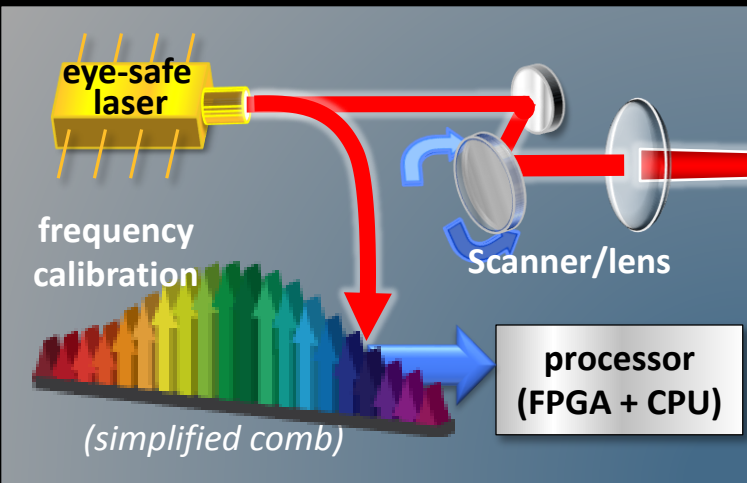 eye-safe
laser
frequency
calibration
Scanner/lens
processor
(FPGA + CPU)
(simplified comb)